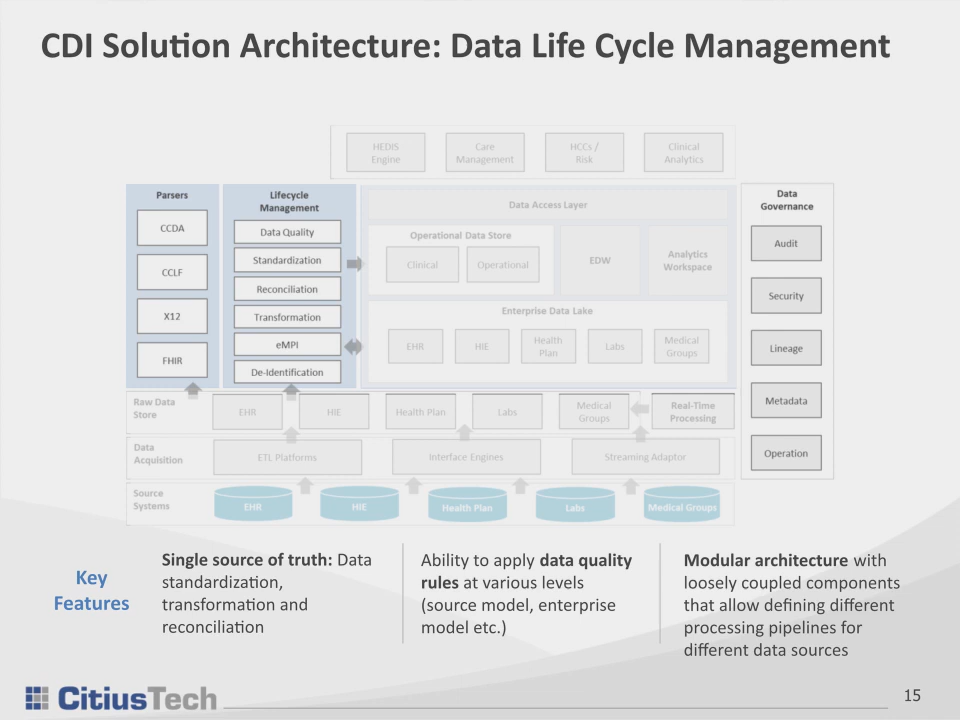 CDI Solution Architecture: Data Life Cycle Management
HEDIS
Engine
Care
Management
HCCs /
Risk
Clinical
Analytics
Parsers
CCDA
CCLF
X12
FHIR
Lifecycle
Management
Data Quality
Standardization
Reconciliation
Transformation
eMPI
De-Identification
Data Access Layer
Operational Data Store
Clinical
Operational
EDW
Analytics
Workspace
Enterprise Data Lake
EHR
HIE
Health
Plan
Labs
Medical
Groups
Data
Governance
Audit
Security
Lineage
Metadata
Operation
Raw Data
Store
EHR
HIE
Health Plan
Labs
Medical
Groups
Real-Time
Processing
Data
Acquisition
ETL Platforms
Interface Engines
Streaming Adaptor
Source
Systems
EHR
HIE
Health Plan
Labs
Medical Groups
Key
Features
Single source of truth: Data
standardization,
transformation and
reconciliation
Ability to apply data quality
rules at various levels
(source model, enterprise
model etc.)
Modular architecture with
loosely coupled components
that allow defining different
processing pipelines for
different data sources
CitiusTech
15